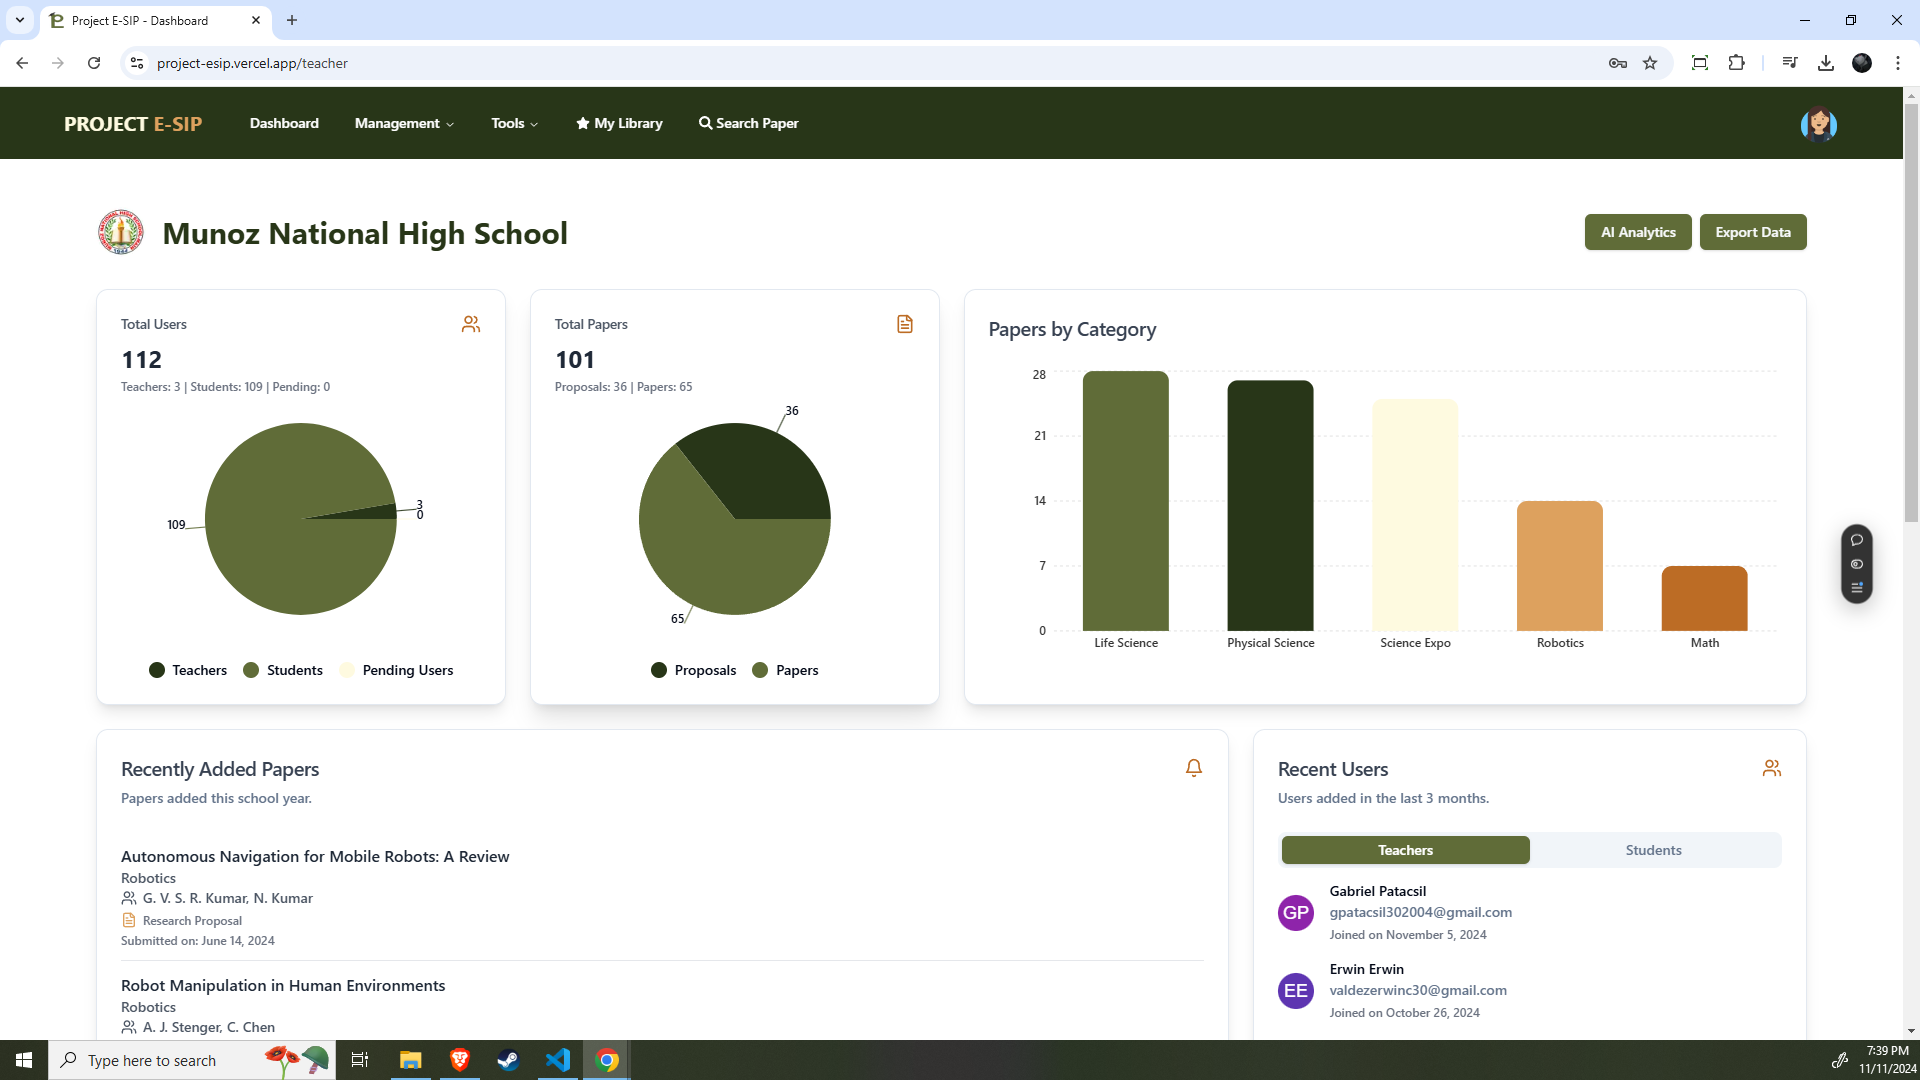 Project E-SIP - Dashboard
project-esip.vercel.app/teacher
PROJECT E-SIP
Dashboard
Management
Tools
My Library
Search Paper
Munoz National High School
AI Analytics
Export Data
Total Users
112
Teachers: 3 | Students: 109 | Pending: 0
109
3
0
Teachers
Students
Pending Users
Total Papers
101
Proposals: 36 | Papers: 65
36
65
Proposals
Papers
Papers by Category
28
21
14
7
0
Life Science
Physical Science
Science Expo
Robotics
Math
Recently Added Papers
Papers added this school year.
Autonomous Navigation for Mobile Robots: A Review
Robotics
G. V. S. R. Kumar, N. Kumar
Research Proposal
Submitted on: June 14, 2024
Robot Manipulation in Human Environments
Robotics
A. J. Stenger, C. Chen
Recent Users
Users added in the last 3 months.
Teachers
Students
GP
Gabriel Patacsil
gpatacsil302004@gmail.com
Joined on November 5, 2024
EE
Erwin Erwin
valdezerwinc30@gmail.com
Joined on October 26, 2024
Type here to search
7:39 PM
11/11/2024